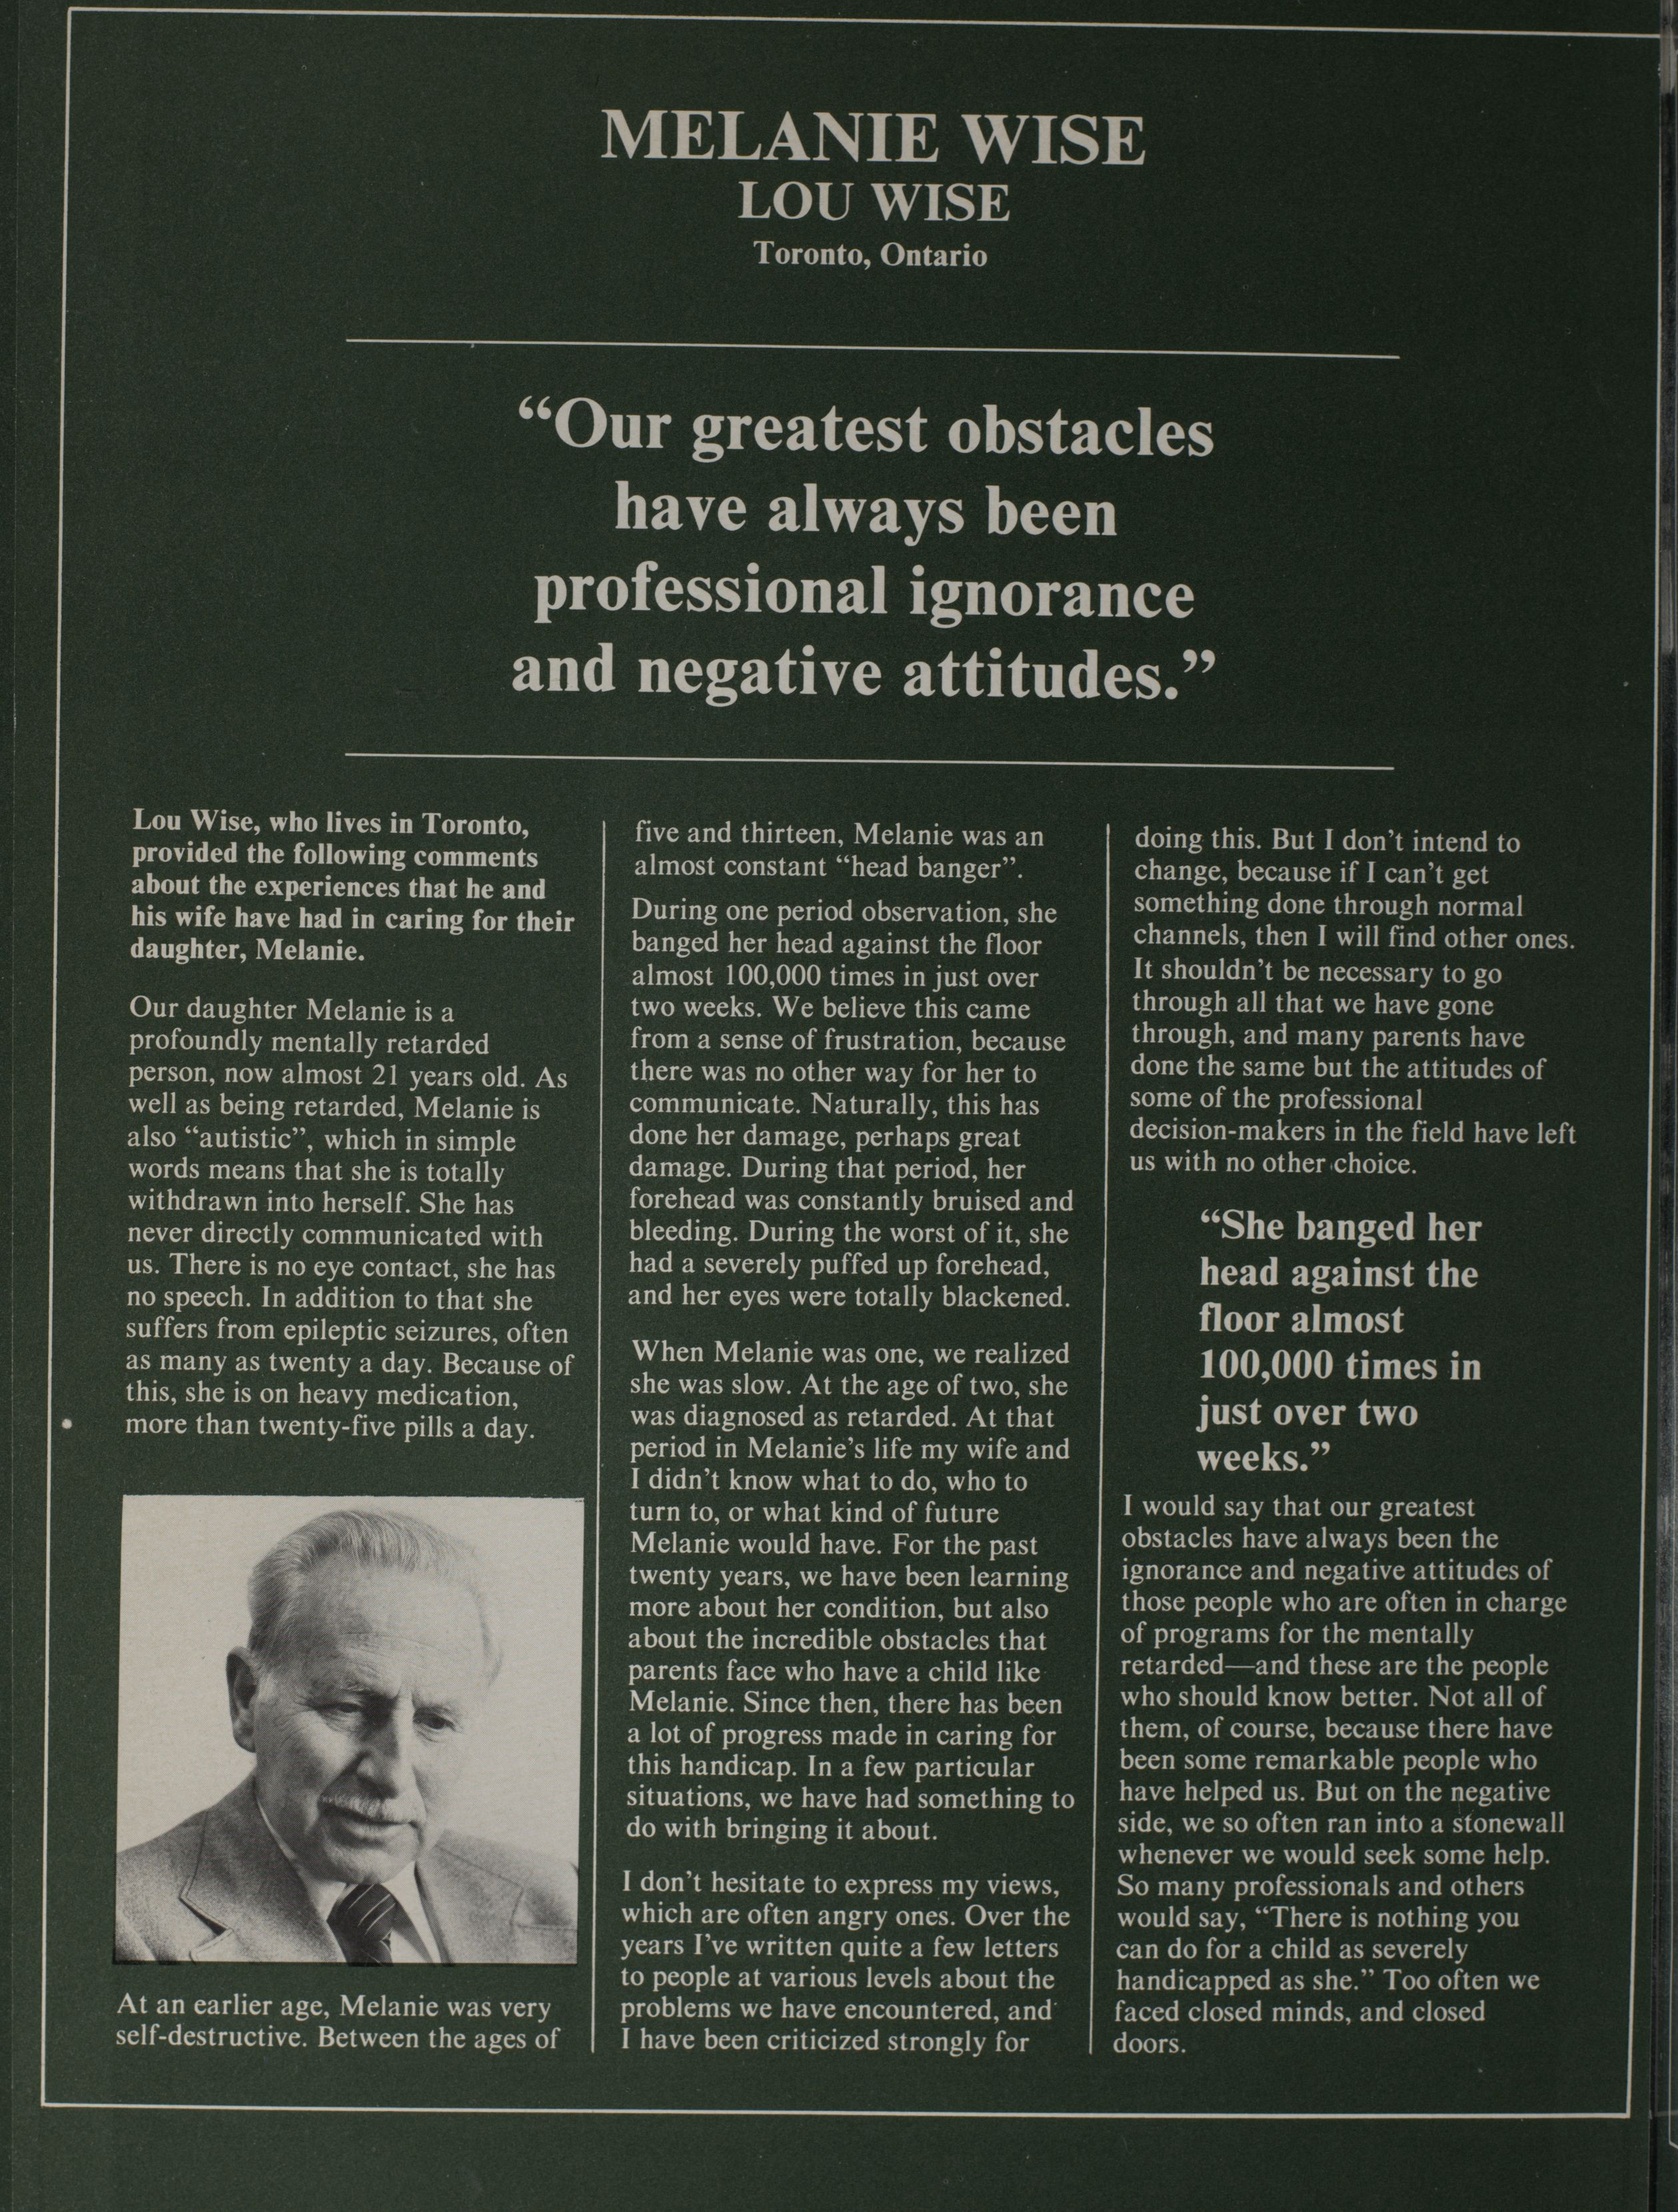 MELANIE WISE
LOU WISE
Toronto, Ontario
“Our greatest obstacles
have always been
professional ignorance
and negative attitudes.”
Lou Wise, who lives in Toronto,
provided the following comments
about the experiences that he and
his wife have had in caring for their
daughter, Melanie.
Our daughter Melanie is a
profoundly mentally retarded
person, now almost 21 years old. As
well as being retarded, Melanie is
also “autistic”, which in simple
words means that she is totally
withdrawn into herself. She has
never directly communicated with
us. There is no eye contact, she has
no speech. In addition to that she
suffers from epileptic seizures, often
as many as twenty a day. Because of
this, she is on heavy medication,
more than twenty-five pills a day.
At an earlier age, Melanie was very
self-destructive. Between the ages of
five and thirteen, Melanie was an
almost constant “head banger”.
During one period observation, she
banged her head against the floor
almost 100,000 times in just over
two weeks. We believe this came
from a sense of frustration, because
there was no other way for her to
communicate. Naturally, this has
done her damage, perhaps great
damage. During that period, her
forehead was constantly bruised and
bleeding. During the worst of it, she
had a severely puffed up forehead,
and her eyes were totally blackened.
When Melanie was one, we realized
she was slow. At the age of two, she
was diagnosed as retarded. At that
period in Melanie’s life my wife and
I didn’t know what to do, who to
turn to, or what kind of future
Melanie would have. For the past
twenty years, we have been learning
more about her condition, but also
about the incredible obstacles that
parents face who have a child like
Melanie. Since then, there has been
a lot of progress made in caring for
this handicap. In a few particular
situations, we have had something to
do with bringing it about.
I don’t hesitate to express my views,
which are often angry ones. Over the
years I’ve written quite a few letters
to people at various levels about the
problems we have encountered, and
I have been criticized strongly for
doing this. But I don’t intend to
change, because if I can’t get
something done through normal
channels, then I will find other ones.
It shouldn’t be necessary to go
through all that we have gone
through, and many parents have
done the same but the attitudes of
some of the professional
decision-makers in the field have left
us with no other choice.
“She banged her
head against the
floor almost
100,000 times in
just over two
weeks.”
I would say that our greatest
obstacles have always been the
ignorance and negative attitudes of
those people who are often in charge
of programs for the mentally
retarded—and these are the people
who should know better. Not all of
them, of course, because there have
been some remarkable people who
have helped us. But on the negative
side, we so often ran into a stonewall
whenever we would seek some help.
So many professionals and others
would say, “There is nothing you
can do for a child as severely
handicapped as she.” Too often we
faced closed minds, and closed
doors.